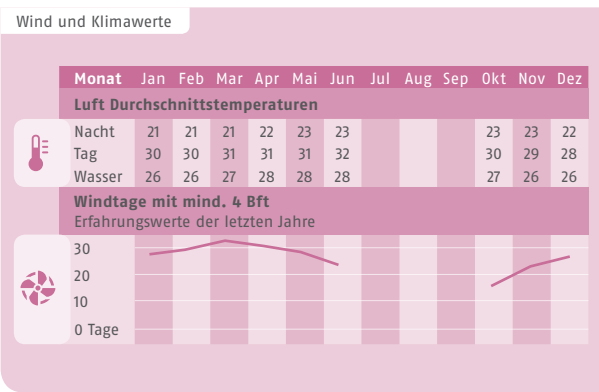 Wind und Klimawerte
Monat Jan Feb Mar Apr Mai Jun Jul Aug Sep Okt Nov Dez
Luft Durchschnittstemperaturen
Nacht 21 21 21 22 23 23 23 23 22
Tag 30 30 31 31 31 32 30 29 28
Wasser 26 26 27 28 28 28 27 26 26
Windtage mit mind. 4 Bft
Erfahrungswerte der letzten Jahre
30
20
10
0 Tage